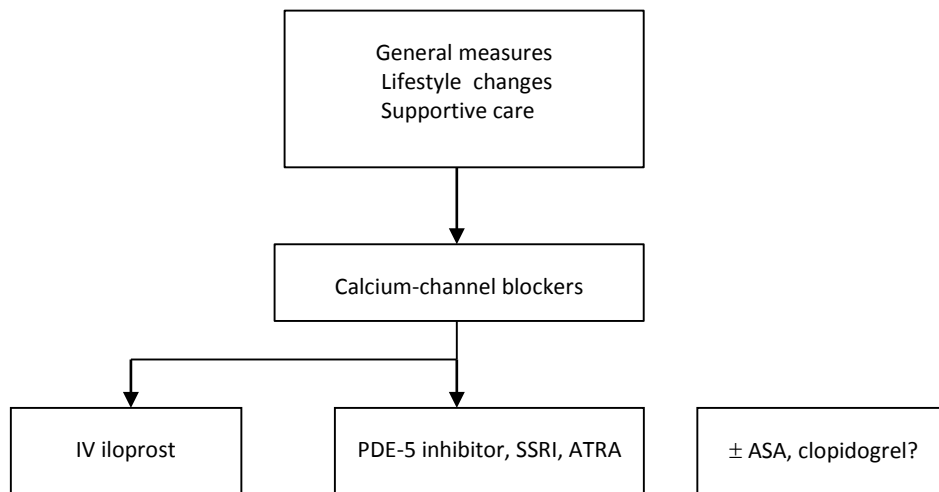 General measures
Lifestyle changes
Supportive care
Calcium-channel blockers
IV iloprost
PDE-5 inhibitor, SSRI, ATRA
± ASA, clopidogrel?